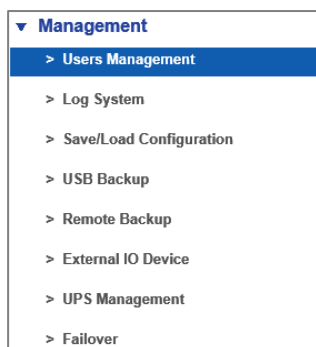 Management
> Users Management
> Log System
> Save/Load Configuration
> USB Backup
> Remote Backup
> External IO Device
> UPS Management
> Failover